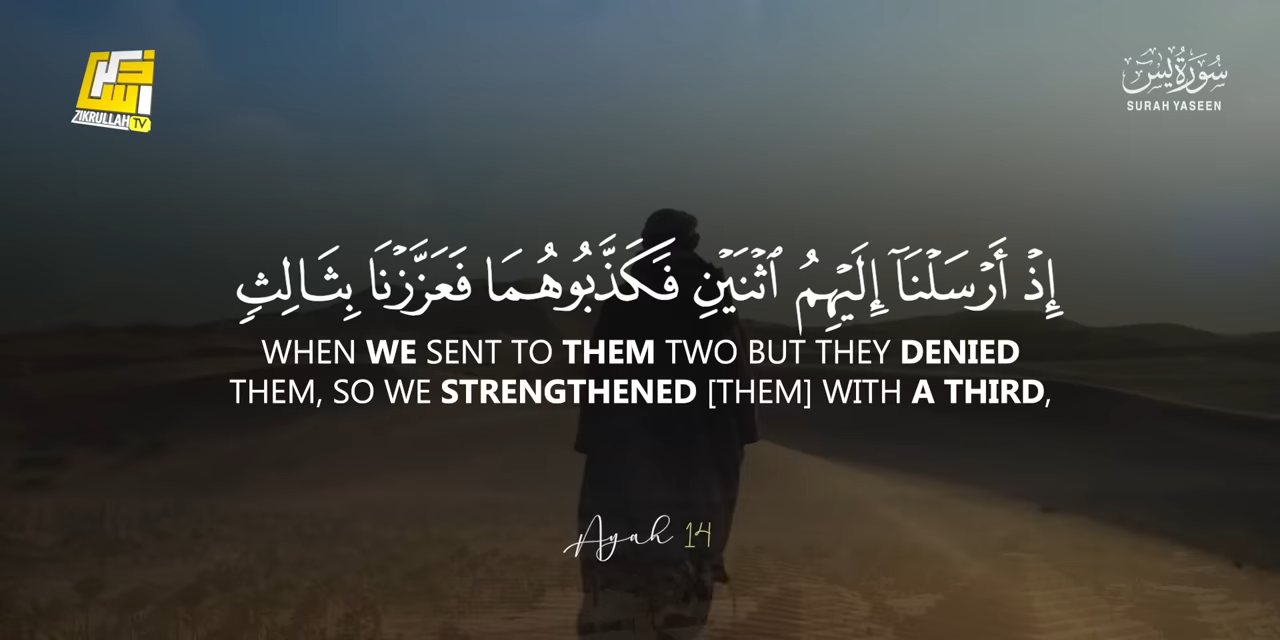 ZIKRULLAH TV
سُورَةُ يسٓ
SURAH YASEEN
إِذْ أَرْسَلْنَآ إِلَيْهِمُ ٱثْنَيْنِ فَكَذَّبُوهُمَا فَعَزَّزْنَا بِثَالِثٍ
WHEN WE SENT TO THEM TWO BUT THEY DENIED
THEM, SO WE STRENGTHENED [THEM] WITH A THIRD,
Ayah 14